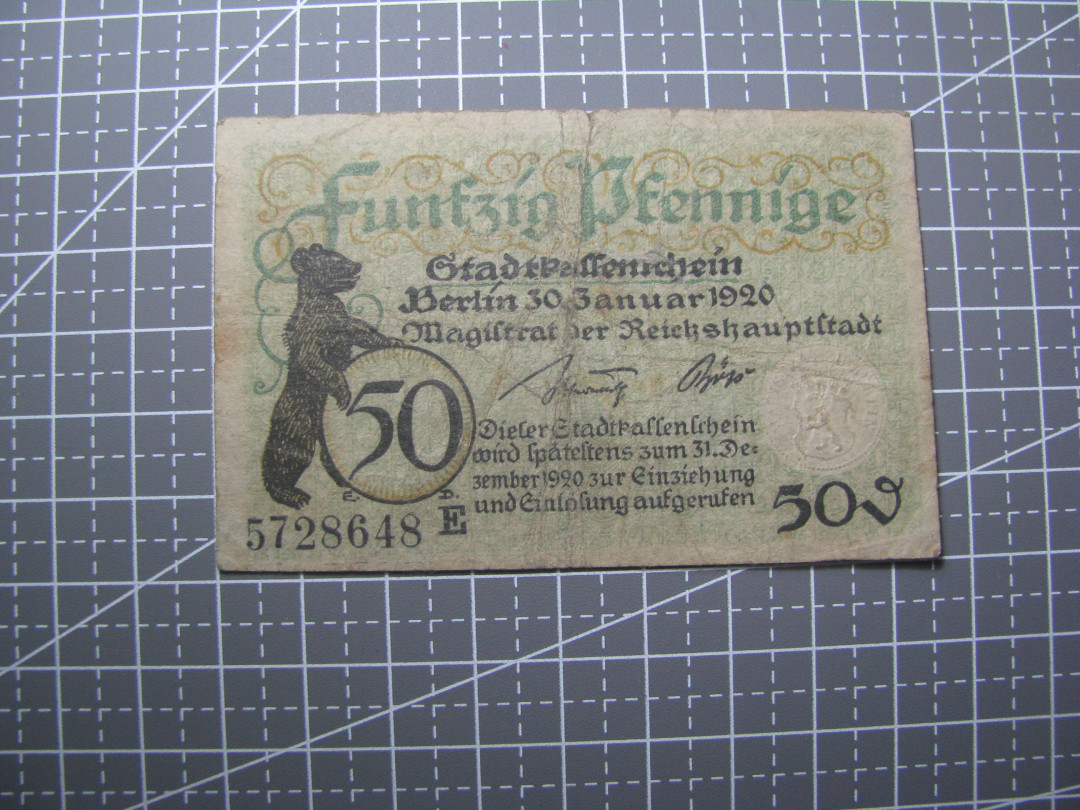 Funfzig Pfennige
Stadtkassenschein
Berlin 30 Januar 1920
Magistrat der Reichshauptstadt
50
Dieser Stadtkassenschein
wird spätestens zum 31. De-
zember 1920 zur Einziehung
und Einlösung aufgerufen
E. D.
5728648 E
50₰